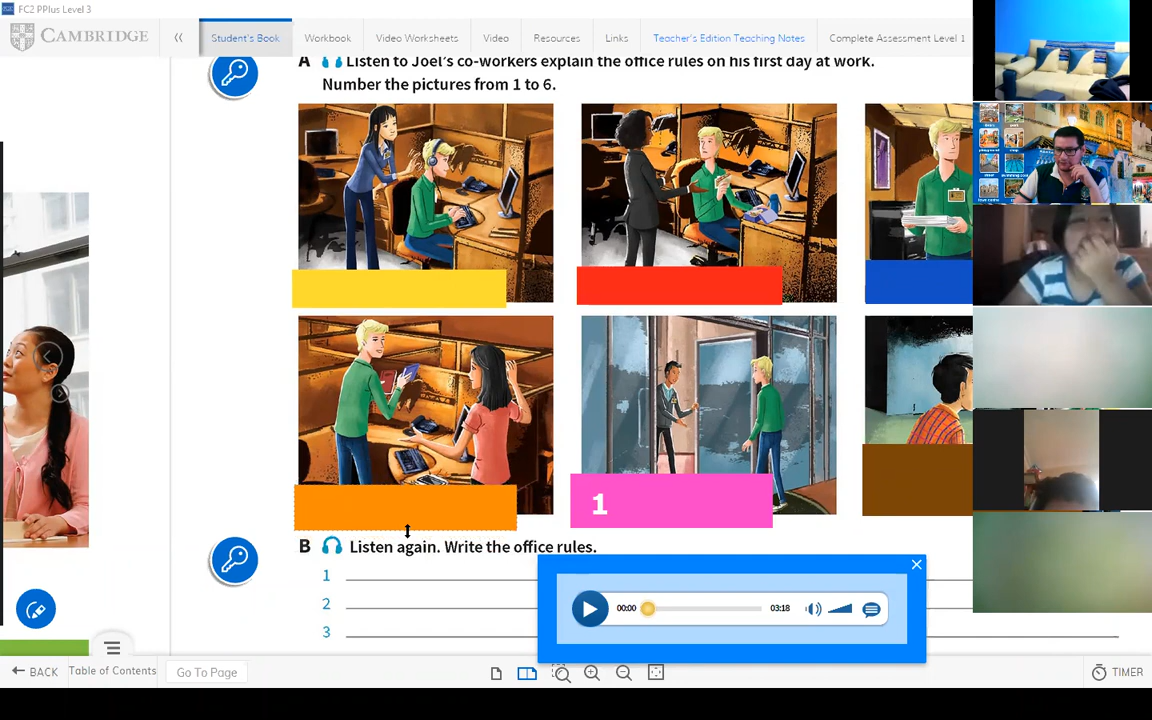 FC2 PPlus Level 3
CAMBRIDGE
Student's Book
Workbook
Video Worksheets
Video
Resources
Links
Teacher's Edition Teaching Notes
Complete Assessment Level 1
A Listen to Joel's co-workers explain the office rules on his first day at work.
Number the pictures from 1 to 6.
1
B Listen again. Write the office rules.
1
2
3
00:00
03:18
BACK
Table of Contents
Go To Page
TIMER